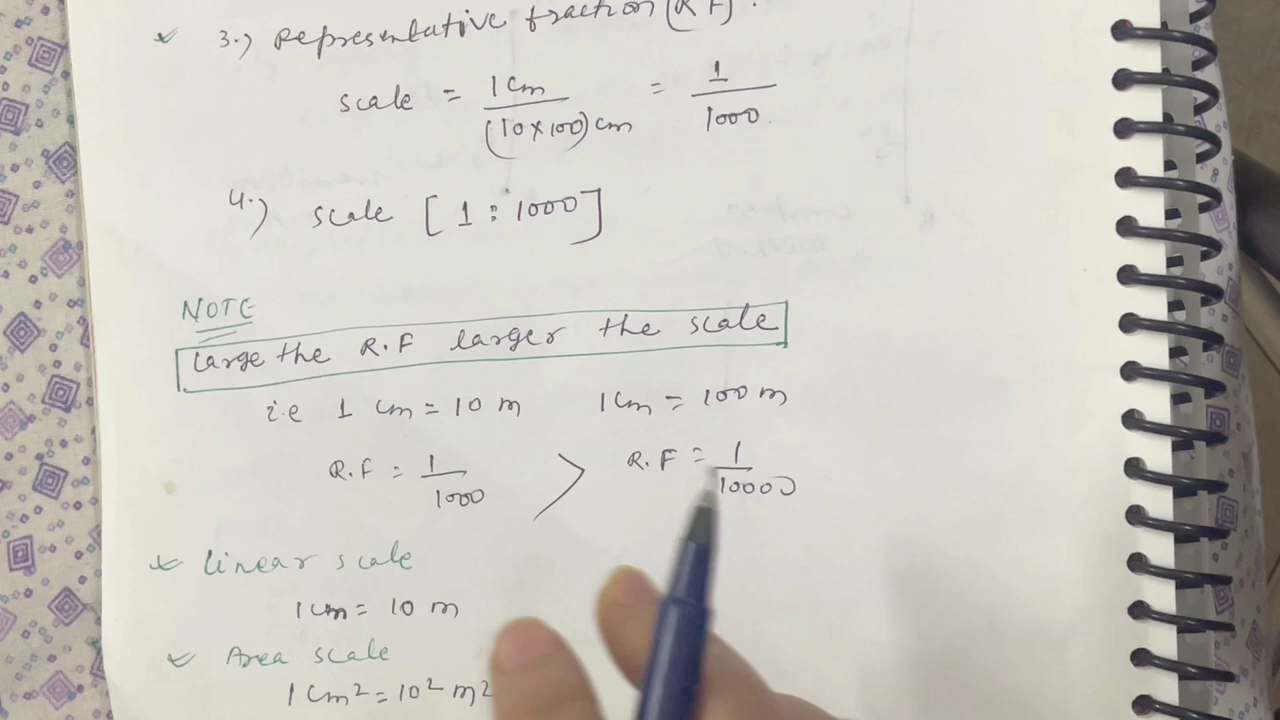 3.) Representative fraction (R F).
scale = 1 cm / (10 x 100) cm = 1 / 1000
4.) scale [1 : 1000]
NOTE
Large the R.F larger the scale
i.e 1 cm = 10 m 1 cm = 100 m
R.F = 1 / 1000 > R.F = 1 / 10000
Linear scale
1 cm = 10 m
Area scale
1 cm² = 10² m²